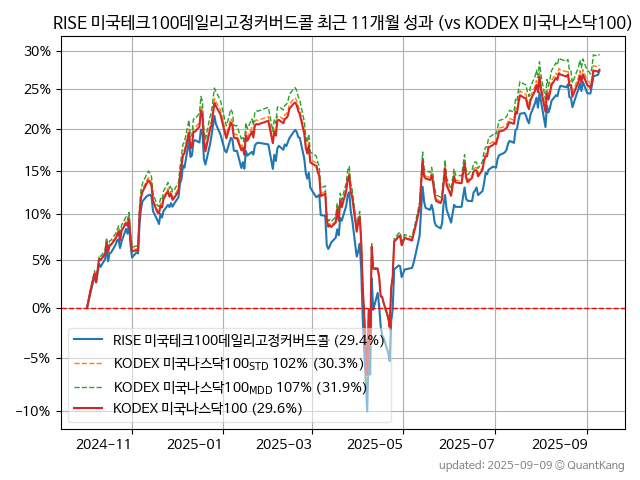 RISE 미국테크100데일리고정커버드콜 최근 11개월 성과 (vs KODEX 미국나스닥100)
30%
25%
20%
15%
10%
5%
0%
−5%
−10%
RISE 미국테크100데일리고정커버드콜 (29.4%)
KODEX 미국나스닥100STD 102% (30.3%)
KODEX 미국나스닥100MDD 107% (31.9%)
KODEX 미국나스닥100 (29.6%)
2024−11 2025−01 2025−03 2025−05 2025−07 2025−09
updated: 2025-09-09 © QuantKang